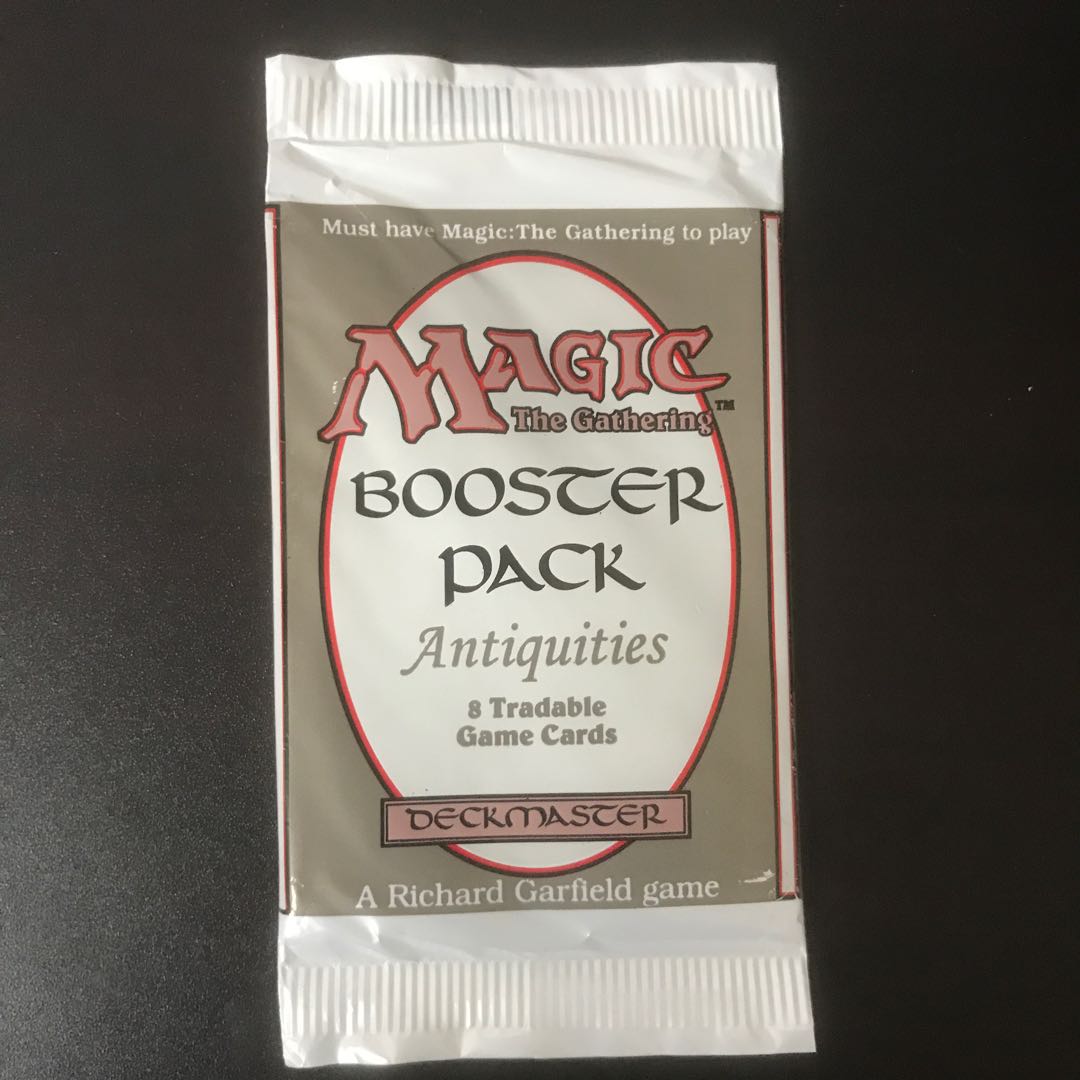 Must have Magic:The Gathering to play
MAGIC
The Gathering™
BOOSTER
PACK
Antiquities
8 Tradable
Game Cards
DECKMASTER
A Richard Garfield game